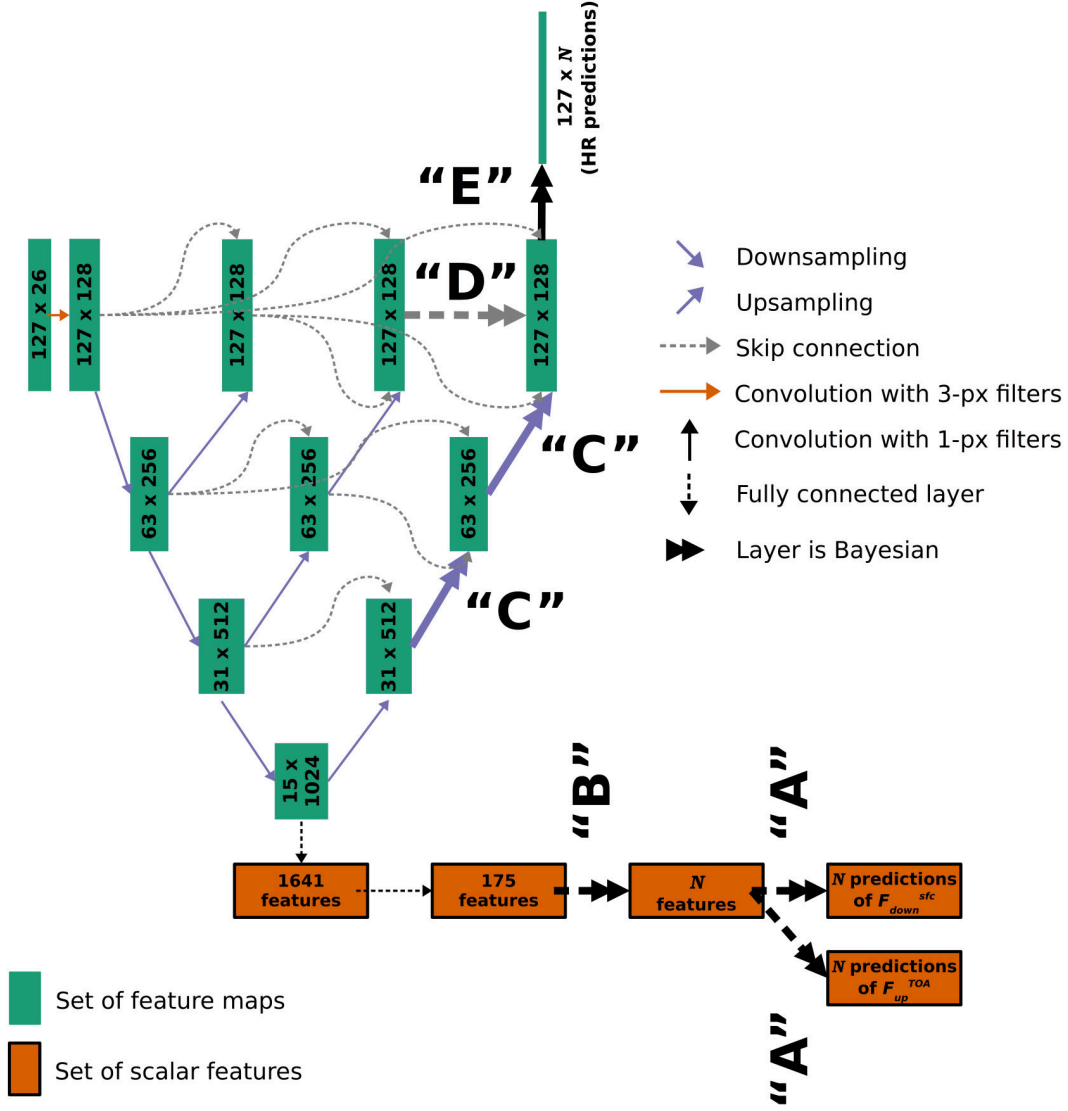 127 x N
(HR predictions)
“E”
127 x 26
127 x 128
127 x 128
127 x 128
“D”
127 x 128
Downsampling
Upsampling
Skip connection
Convolution with 3-px filters
Convolution with 1-px filters
Fully connected layer
Layer is Bayesian
“C”
63 x 256
63 x 256
63 x 256
“C”
31 x 512
31 x 512
15 x
1024
“B”
“A”
1641
features
175
features
N
features
N predictions
of F_down^sfc
N predictions
of F_up^TOA
“A”
Set of feature maps
Set of scalar features